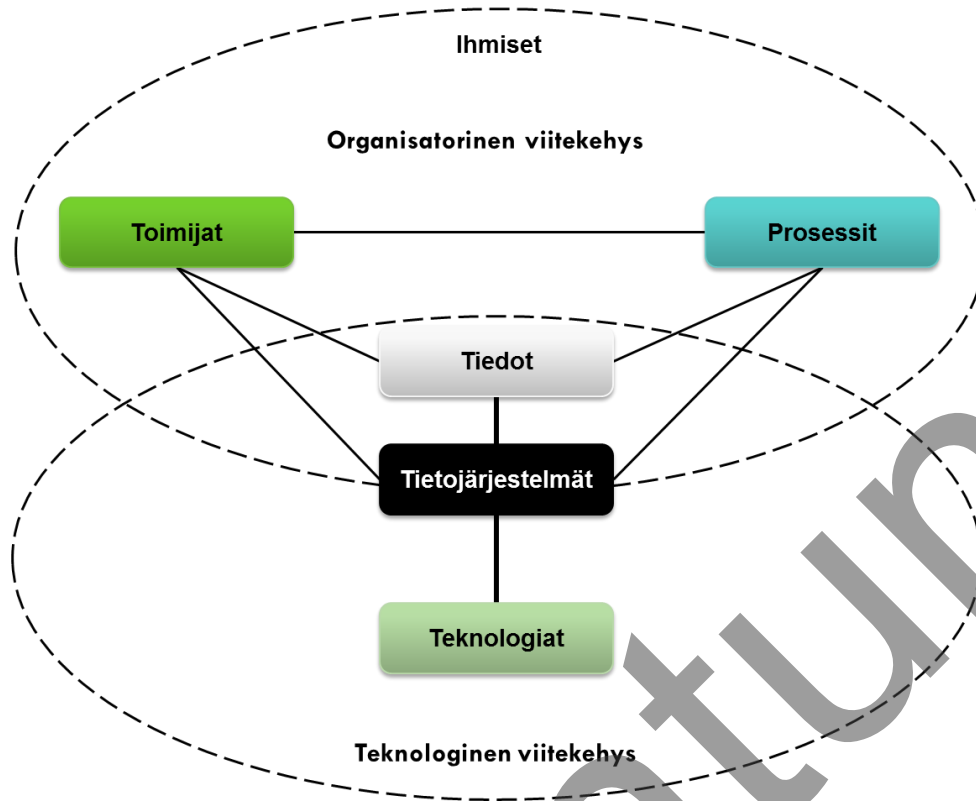 Ihmiset
Organisatorinen viitekehys
Toimijat
Prosessit
Tiedot
Tietojärjestelmät
Teknologiat
Teknologinen viitekehys